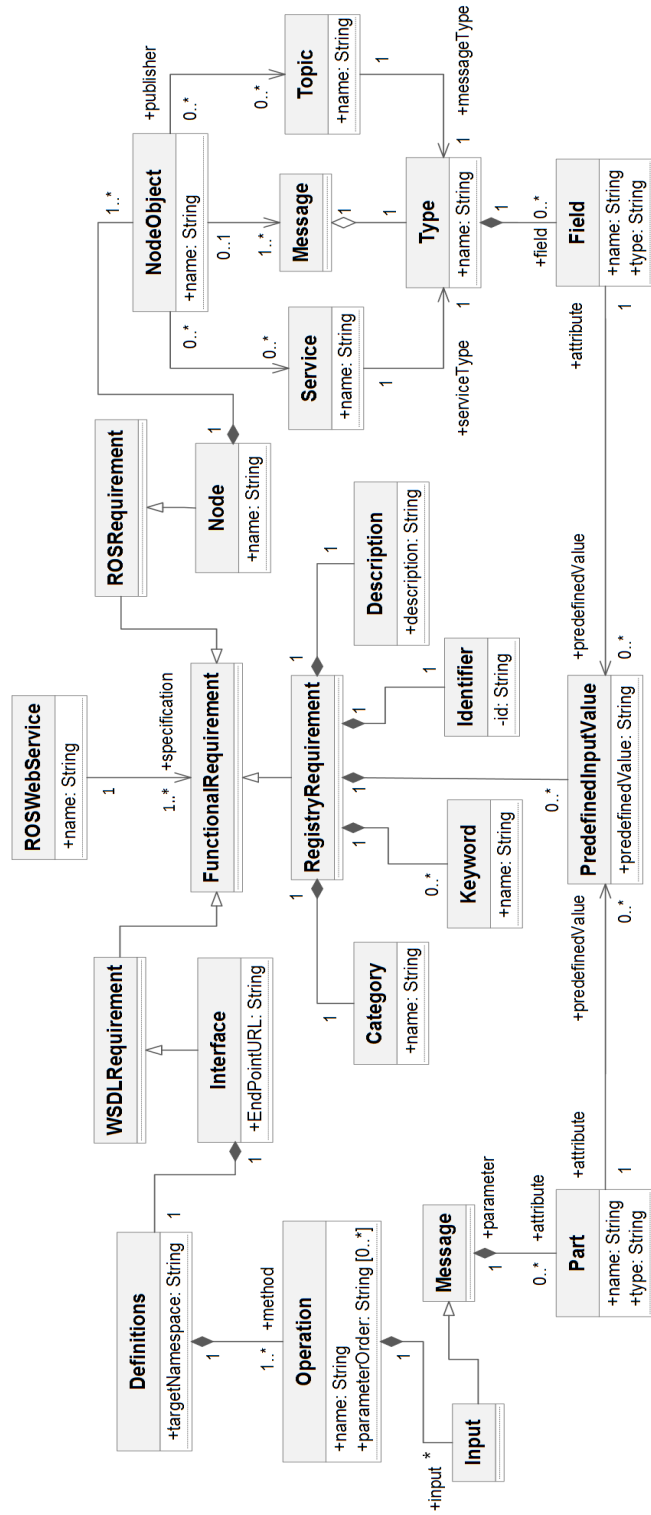 ROSWebService
+name: String
1
+specification
1..*
WSDLRequirement
FunctionalRequirement
ROSRequirement
Interface
+EndPointURL: String
1
Node
+name: String
1
1..*
Definitions
+targetNamespace: String
1
1
+method
1..*
Operation
+name: String
+parameterOrder: String [0..*]
1
+input
*
Input
Message
+parameter
1
+attribute
0..*
Part
+name: String
+type: String
+attribute
1
+predefinedValue
0..*
RegistryRequirement
1
1
1
1
1
Category
+name: String
1
Keyword
+name: String
0..*
Identifier
-id: String
1
Description
+description: String
1
0..*
PredefinedInputValue
+predefinedValue: String
+predefinedValue
0..*
+attribute
1
NodeObject
+name: String
0..*
0..*
0..1
1..*
+publisher
0..*
0..*
Service
+name: String
1
+serviceType
1
Message
1
1
Topic
+name: String
1
+messageType
1
Type
+name: String
1
+field
0..*
Field
+name: String
+type: String